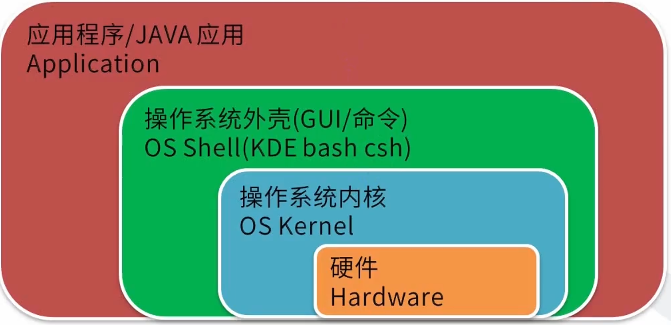 应用程序/JAVA应用
Application
操作系统外壳(GUI/命令)
OS Shell(KDE bash csh)
操作系统内核
OS Kernel
硬件
Hardware